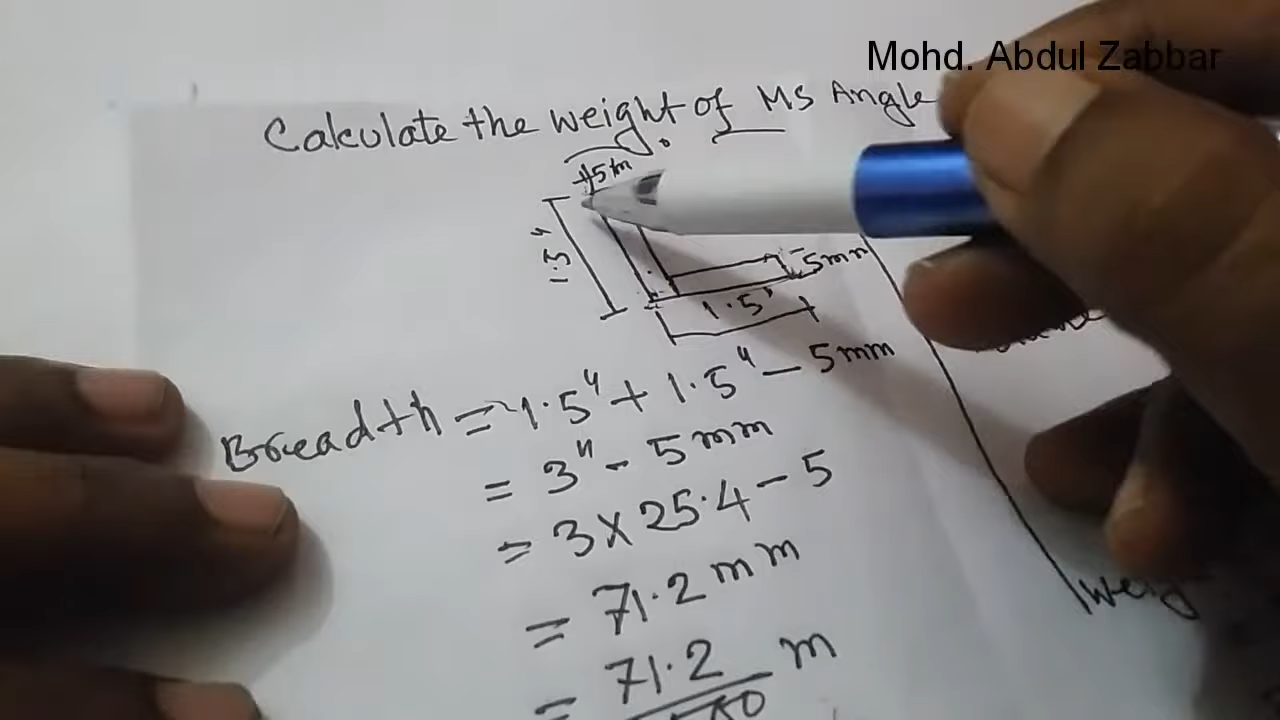 Mohd. Abdul Zabbar
Calculate the weight of MS Angle
1.5"
5mm
1.5"
Breadth = 1.5" + 1.5" - 5mm
= 3" - 5mm
= 3 × 25.4 - 5
= 71.2 mm
= 71.2 m